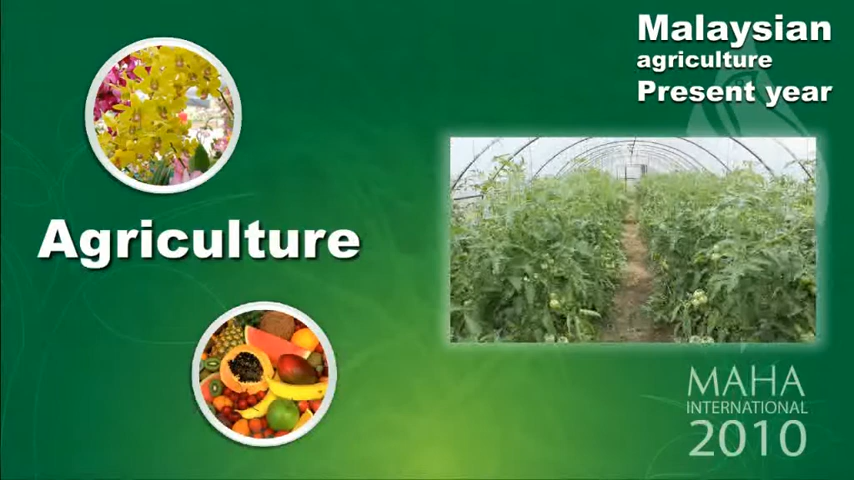 Malaysian
agriculture
Present year
Agriculture
MAHA
INTERNATIONAL
2010